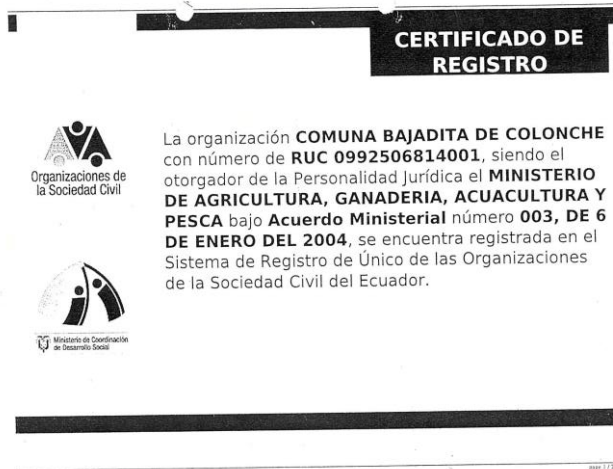 CERTIFICADO DE
REGISTRO
Organizaciones de
la Sociedad Civil
La organización COMUNA BAJADITA DE COLONCHE
con número de RUC 0992506814001, siendo el
otorgador de la Personalidad Jurídica el MINISTERIO
DE AGRICULTURA, GANADERIA, ACUACULTURA Y
PESCA bajo Acuerdo Ministerial número 003, DE 6
DE ENERO DEL 2004, se encuentra registrada en el
Sistema de Registro de Único de las Organizaciones
de la Sociedad Civil del Ecuador.
Ministerio de Coordinación
de Desarrollo Social